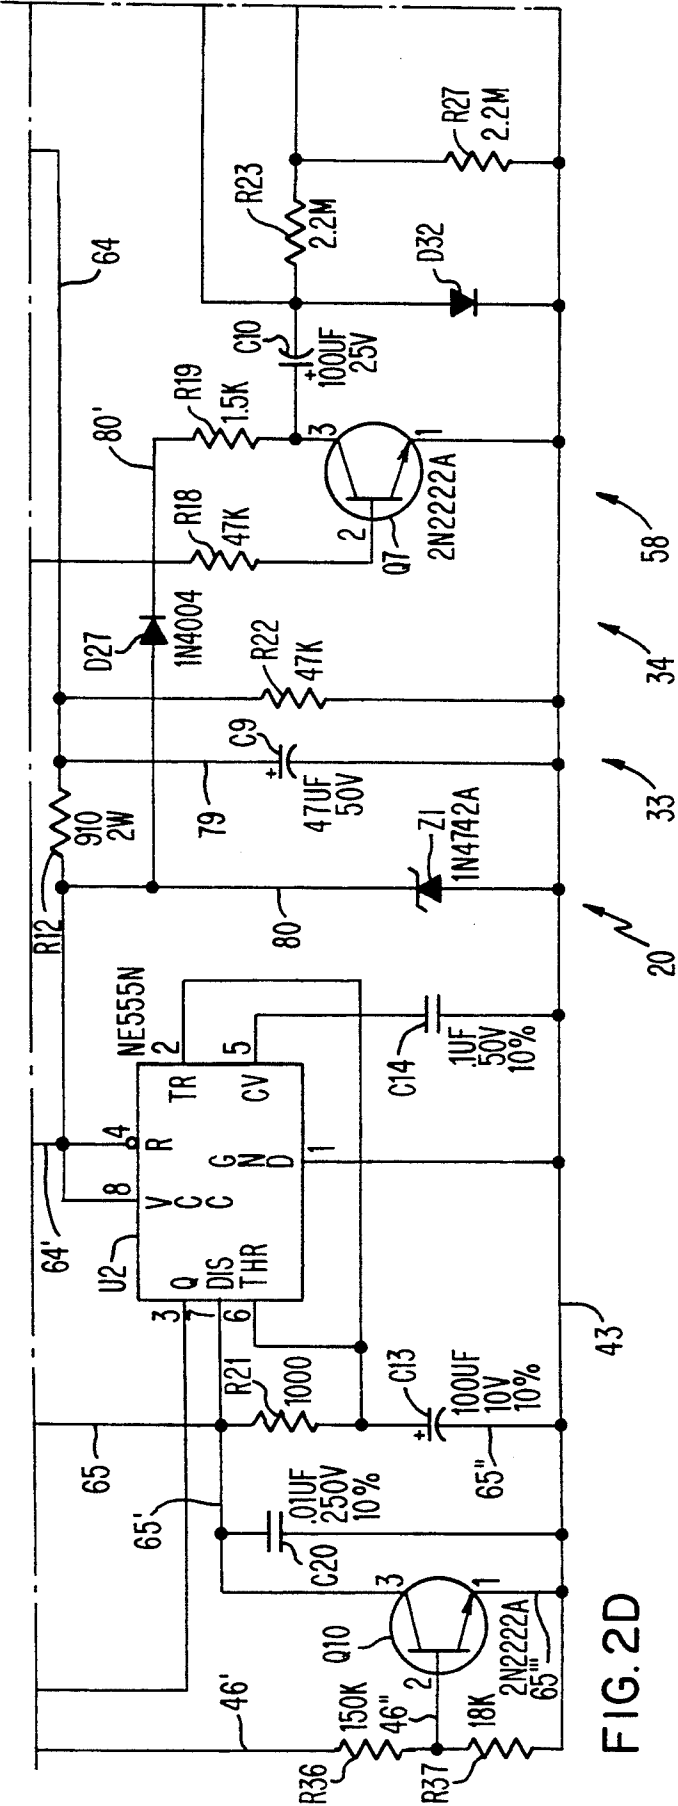 46'
R36
150K
46"
R37
18K
2
Q10
3
1
2N2222A
65'''
C20
.01UF
250V
10%
65'
65
R21
1000
C13
+
100UF
10V
10%
65"
43
3
7
6
Q
DIS
THR
U2
8
V
C
C
4
R
G
N
D
1
TR
CV
2
5
NE555N
64'
C14
.1UF
50V
10%
R12
910
2W
80
Z1
1N4742A
20
79
C9
+
47UF
50V
33
R22
47K
34
D27
1N4004
80'
R18
47K
R19
1.5K
2
Q7
3
1
2N2222A
58
C10
+
100UF
25V
64
R23
2.2M
D32
R27
2.2M
FIG. 2D